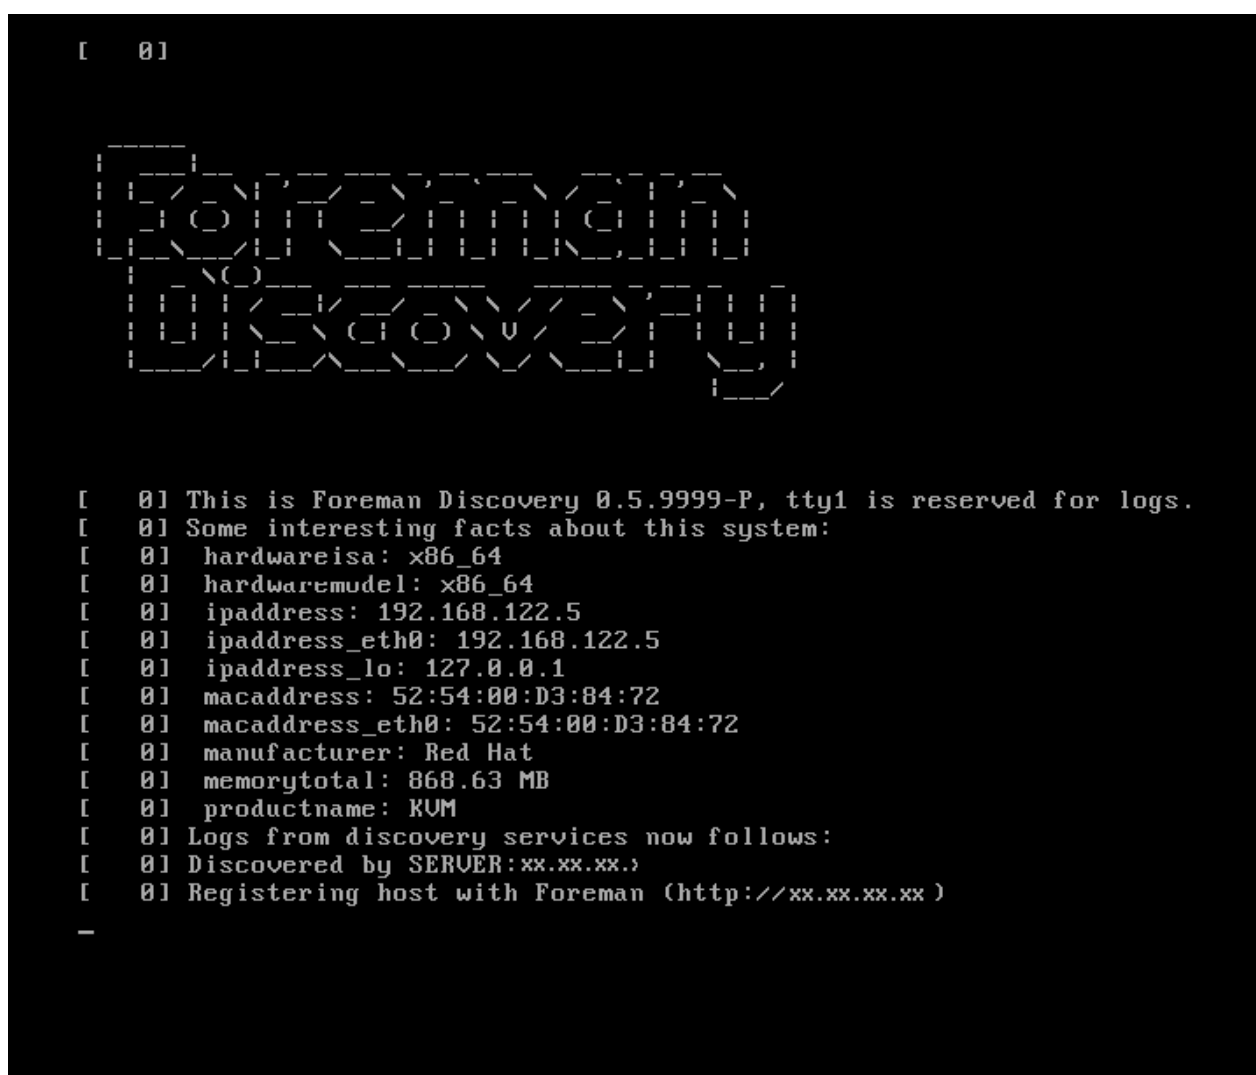 [    0]
Foreman
Discovery
[    0] This is Foreman Discovery 0.5.9999-P, tty1 is reserved for logs.
[    0] Some interesting facts about this system:
[    0]  hardwareisa: x86_64
[    0]  hardwaremodel: x86_64
[    0]  ipaddress: 192.168.122.5
[    0]  ipaddress_eth0: 192.168.122.5
[    0]  ipaddress_lo: 127.0.0.1
[    0]  macaddress: 52:54:00:D3:84:72
[    0]  macaddress_eth0: 52:54:00:D3:84:72
[    0]  manufacturer: Red Hat
[    0]  memorytotal: 868.63 MB
[    0]  productname: KVM
[    0] Logs from discovery services now follows:
[    0] Discovered by SERVER:xx.xx.xx.
[    0] Registering host with Foreman (http://xx.xx.xx.xx )